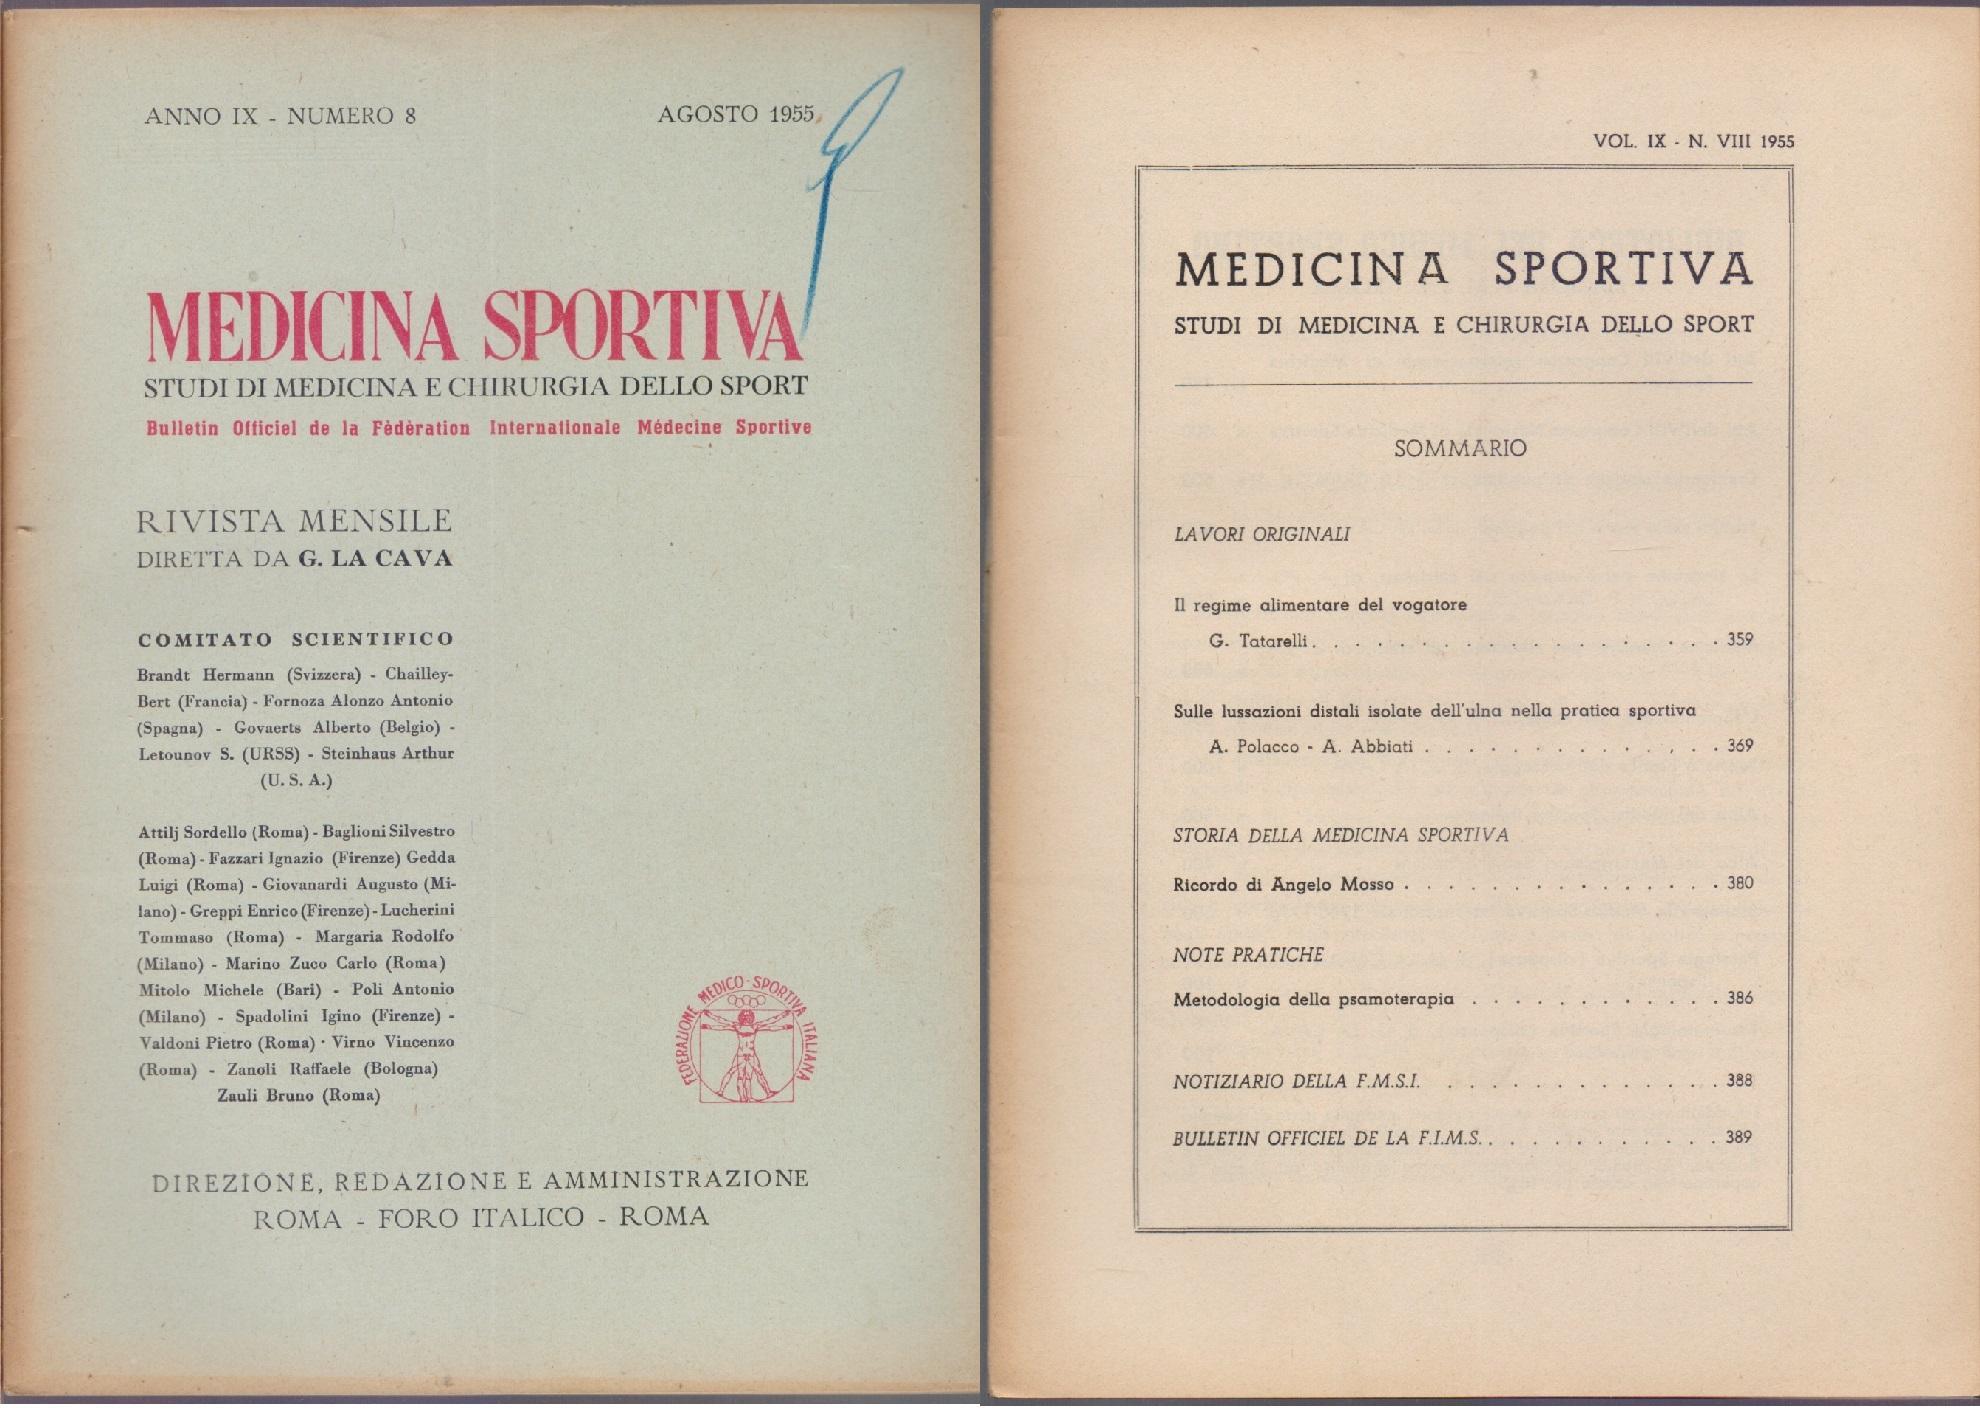 ANNO IX - NUMERO 8
AGOSTO 1955
MEDICINA SPORTIVA
STUDI DI MEDICINA E CHIRURGIA DELLO SPORT
Bulletin Officiel de la Fèdèration Internationale Médecine Sportive
RIVISTA MENSILE
DIRETTA DA G. LA CAVA
COMITATO SCIENTIFICO
Brandt Hermann (Svizzera) - Chailley-
Bert (Francia) - Fornoza Alonzo Antonio
(Spagna) - Govaerts Alberto (Belgio) -
Letounov S. (URSS) - Steinhaus Arthur
(U. S. A.)
Attilj Sordello (Roma) - Baglioni Silvestro
(Roma) - Fazzari Ignazio (Firenze) Gedda
Luigi (Roma) - Giovanardi Augusto (Mi-
lano) - Greppi Enrico (Firenze) - Lucherini
Tommaso (Roma) - Margaria Rodolfo
(Milano) - Marino Zuco Carlo (Roma)
Mitolo Michele (Bari) - Poli Antonio
(Milano) - Spadolini Igino (Firenze) -
Valdoni Pietro (Roma) · Virno Vincenzo
(Roma) - Zanoli Raffaele (Bologna)
Zauli Bruno (Roma)
FEDERAZIONE MEDICO-SPORTIVA ITALIANA
DIREZIONE, REDAZIONE E AMMINISTRAZIONE
ROMA - FORO ITALICO - ROMA
VOL. IX - N. VIII 1955
MEDICINA SPORTIVA
STUDI DI MEDICINA E CHIRURGIA DELLO SPORT
SOMMARIO
LAVORI ORIGINALI
Il regime alimentare del vogatore
G. Tatarelli . . . . . . . . . . . . . . . . . . 359
Sulle lussazioni distali isolate dell'ulna nella pratica sportiva
A. Polacco - A. Abbiati . . . . . . . . . . . . . . 369
STORIA DELLA MEDICINA SPORTIVA
Ricordo di Angelo Mosso . . . . . . . . . . . . . . . 380
NOTE PRATICHE
Metodologia della psamoterapia . . . . . . . . . . . . 386
NOTIZIARIO DELLA F.M.S.I. . . . . . . . . . . . . . 388
BULLETIN OFFICIEL DE LA F.I.M.S. . . . . . . . . . . . 389